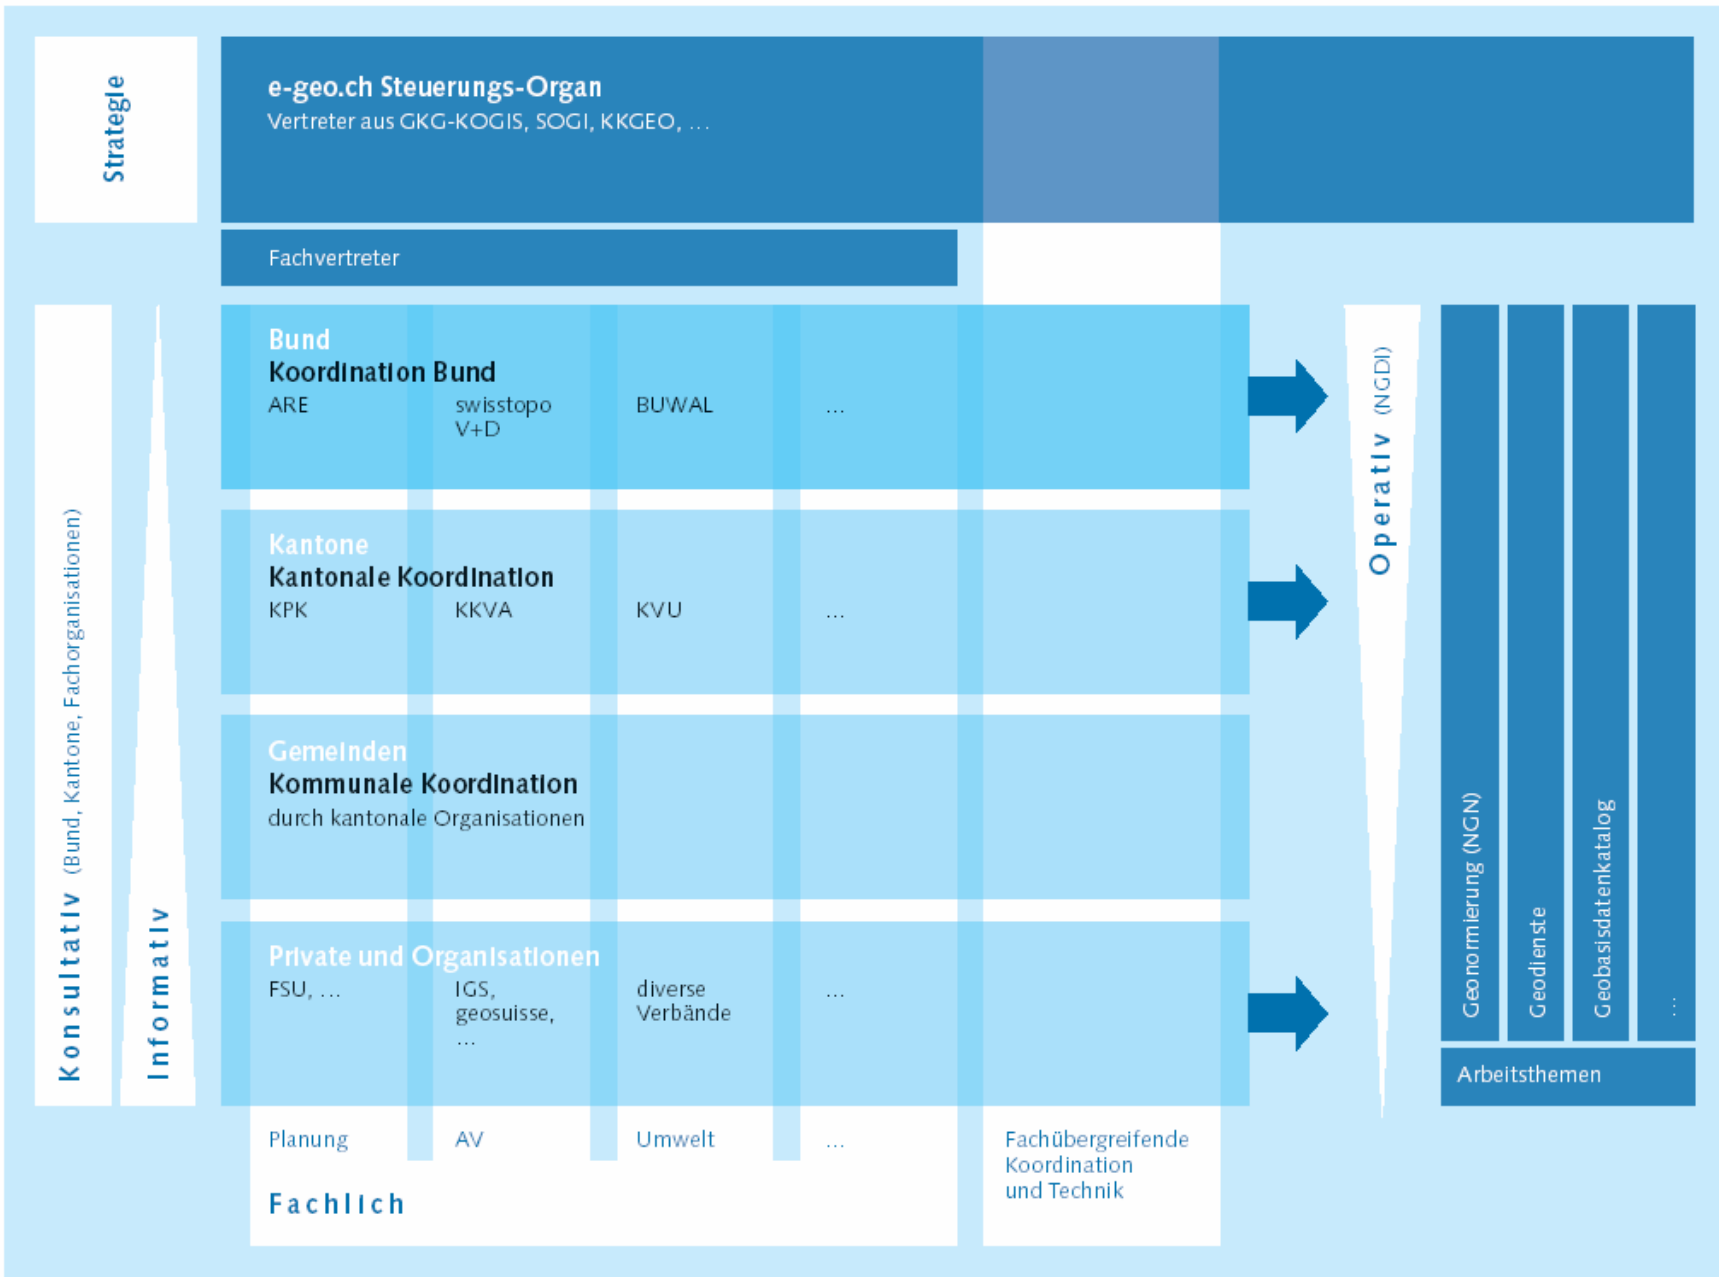 Strategie
e-geo.ch Steuerungs-Organ
Vertreter aus GKG-KOGIS, SOGI, KKGEO, ...
Fachvertreter
Konsultativ (Bund, Kantone, Fachorganisationen)
Informativ
Bund
Koordination Bund
ARE
swisstopo
V+D
BUWAL
...
Kantone
Kantonale Koordination
KPK
KKVA
KVU
...
Gemeinden
Kommunale Koordination
durch kantonale Organisationen
Private und Organisationen
FSU, ...
IGS,
geosuisse,
...
diverse
Verbände
...
Planung
AV
Umwelt
...
Fachlich
Fachübergreifende
Koordination
und Technik
Operativ (NGDI)
Geonormierung (NGN)
Geodienste
Geobasisdatenkatalog
...
Arbeitsthemen